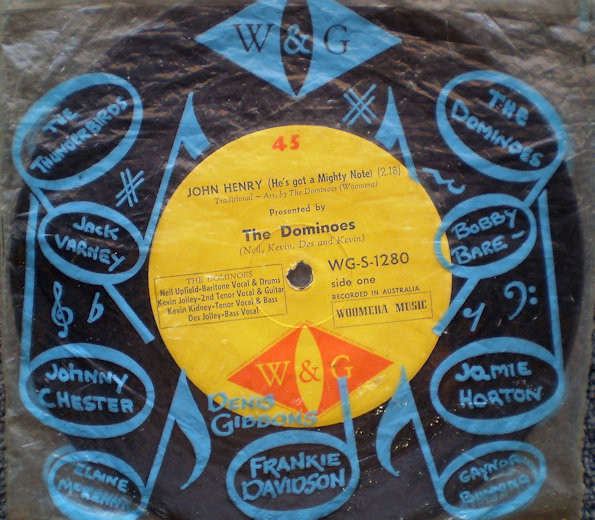 W & G
THE
THUNDERBIRDS
THE
DOMINOES
JACK
VARNEY
BOBBY
BARE
JOHNNY
CHESTER
JAMIE
HORTON
ELAINE
DENIS
GIBBONS
FRANKIE
DAVIDSON
GAYNOR
45
JOHN HENRY (He's got a Mighty Note) (2.18)
Traditional - Arr. by The Dominoes (Woomera)
Presented by
The Dominoes
(Neil, Kevin, Des and Kevin)
THE DOMINOES
Neil Upfield-Baritone Vocal & Drums
Kevin Jolley-2nd Tenor Vocal & Guitar
Kevin Kidney-Tenor Vocal & Bass
Des Jolley-Bass Vocal
WG-S-1280
side one
RECORDED IN AUSTRALIA
WOOMERA MUSIC
W & G